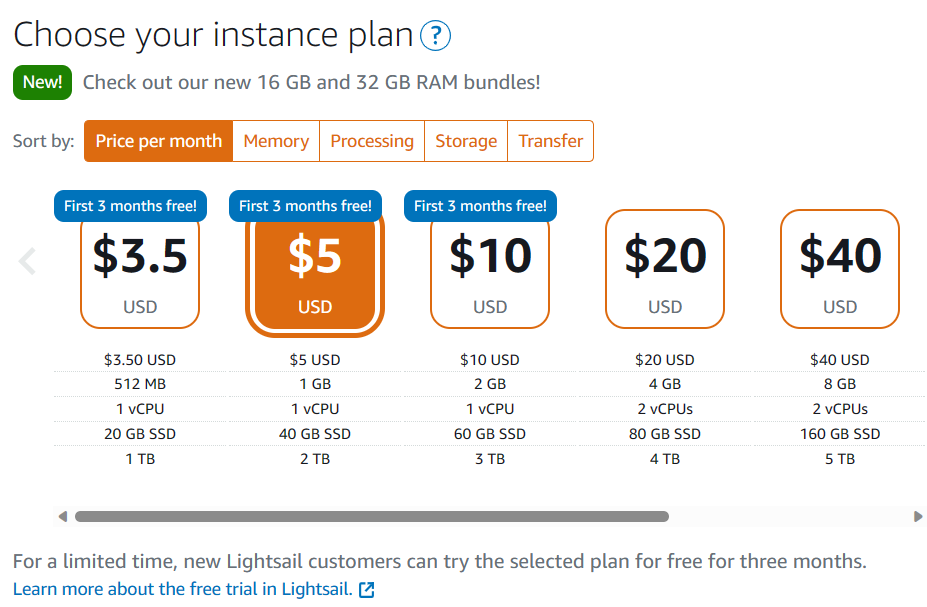 Choose your instance plan ?
New! Check out our new 16 GB and 32 GB RAM bundles!
Sort by: Price per month Memory Processing Storage Transfer
First 3 months free! First 3 months free! First 3 months free!
$3.5 $5 $10 $20 $40
USD USD USD USD USD
$3.50 USD $5 USD $10 USD $20 USD $40 USD
512 MB 1 GB 2 GB 4 GB 8 GB
1 vCPU 1 vCPU 1 vCPU 2 vCPUs 2 vCPUs
20 GB SSD 40 GB SSD 60 GB SSD 80 GB SSD 160 GB SSD
1 TB 2 TB 3 TB 4 TB 5 TB
For a limited time, new Lightsail customers can try the selected plan for free for three months.
Learn more about the free trial in Lightsail.